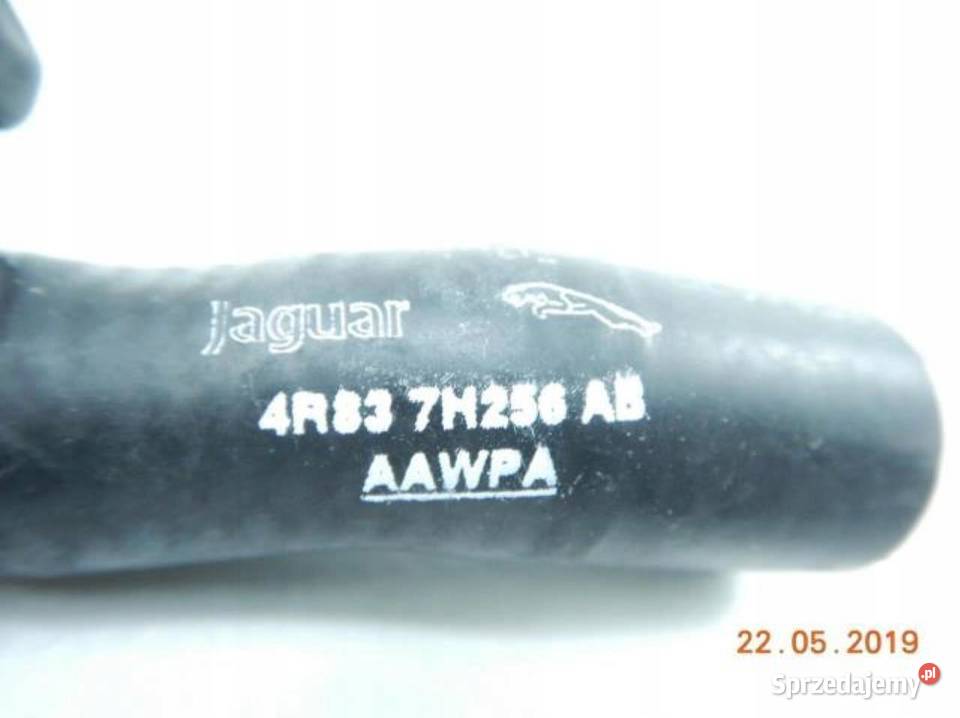 Jaguar
4R83 7H256 AB
AAWPA
22.05.2019
Sprzedajemy.pl